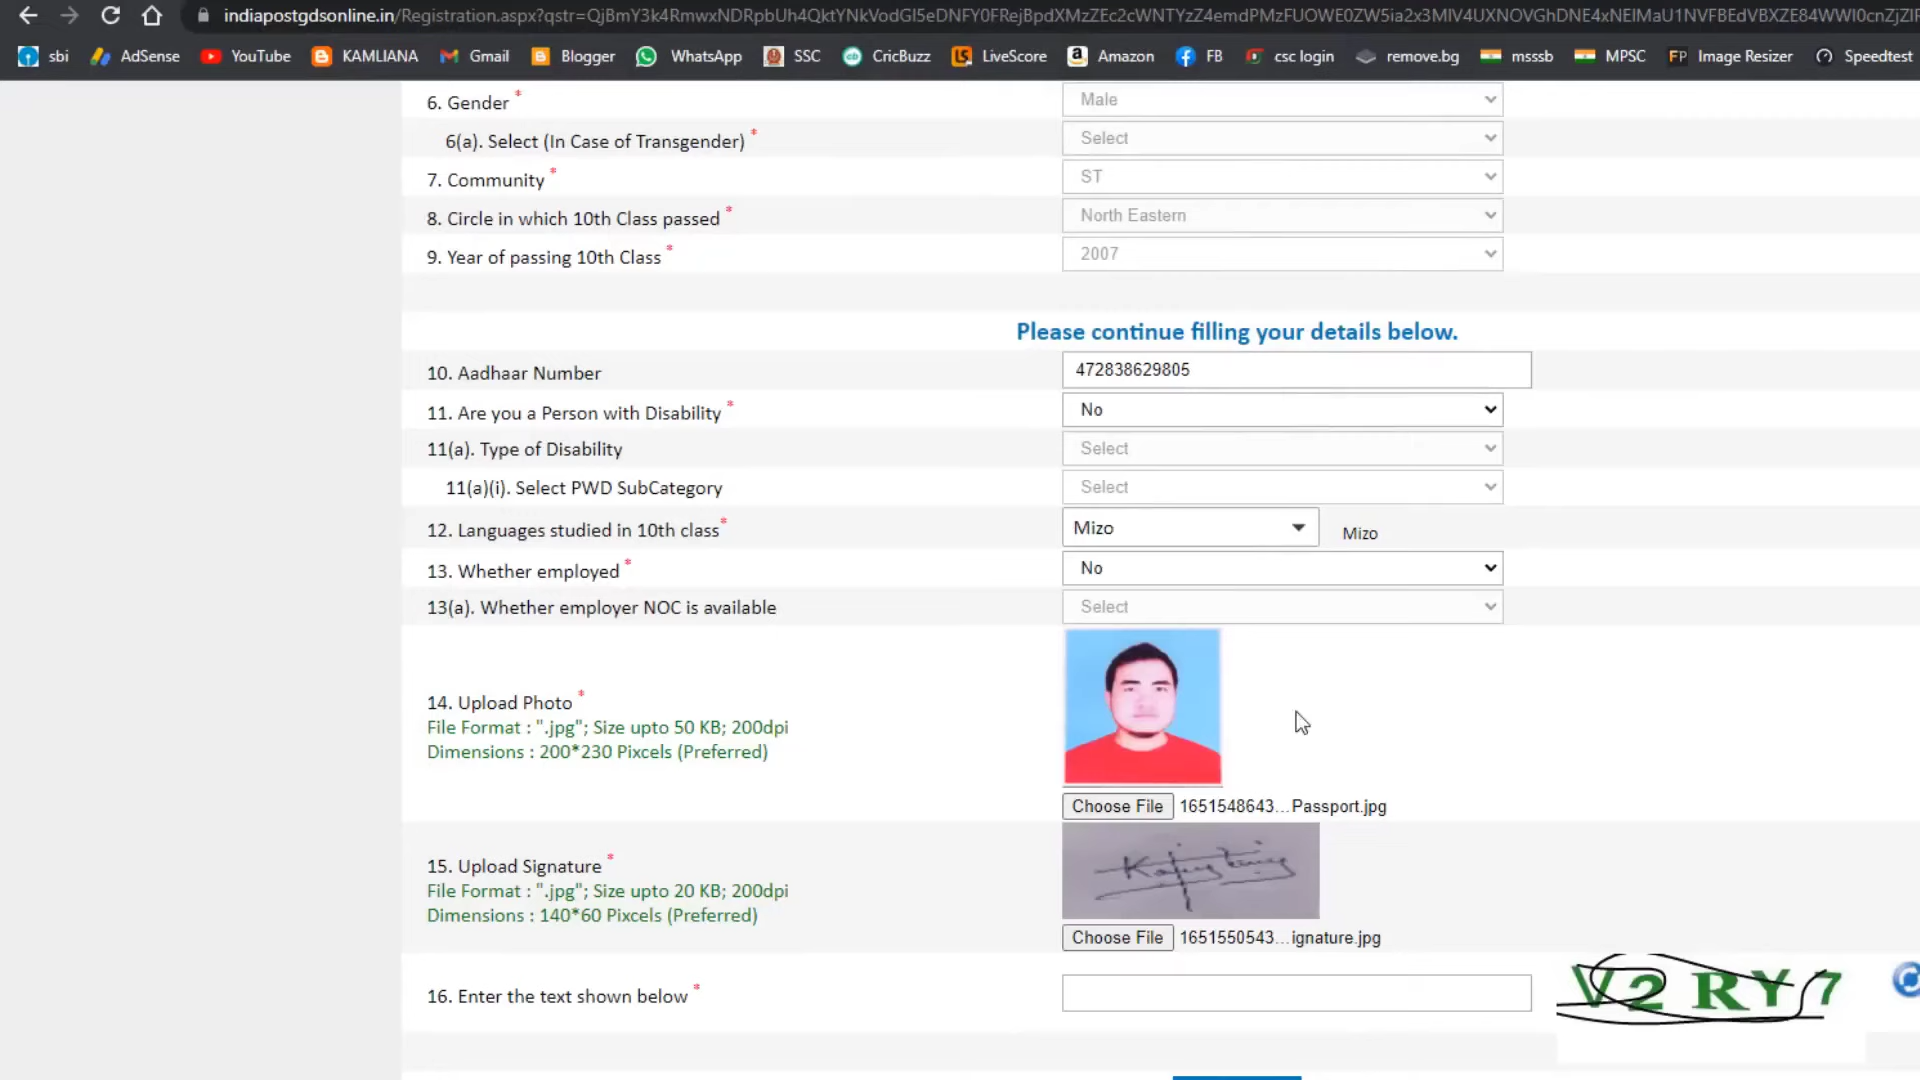 indiapostgdsonline.in/Registration.aspx?qstr=
sbi AdSense YouTube KAMLIANA Gmail Blogger WhatsApp SSC CricBuzz LiveScore Amazon FB csc login remove.bg msssb MPSC Image Resizer Speedtest
6. Gender * Male
6(a). Select (In Case of Transgender) * Select
7. Community * ST
8. Circle in which 10th Class passed * North Eastern
9. Year of passing 10th Class * 2007
Please continue filling your details below.
10. Aadhaar Number 472838629805
11. Are you a Person with Disability * No
11(a). Type of Disability Select
11(a)(i). Select PWD SubCategory Select
12. Languages studied in 10th class * Mizo Mizo
13. Whether employed * No
13(a). Whether employer NOC is available Select
14. Upload Photo *
File Format : ".jpg"; Size upto 50 KB; 200dpi
Dimensions : 200*230 Pixcels (Preferred)
Choose File 1651548643...Passport.jpg
15. Upload Signature *
File Format : ".jpg"; Size upto 20 KB; 200dpi
Dimensions : 140*60 Pixcels (Preferred)
Choose File 1651550543...ignature.jpg
16. Enter the text shown below * V2RY7